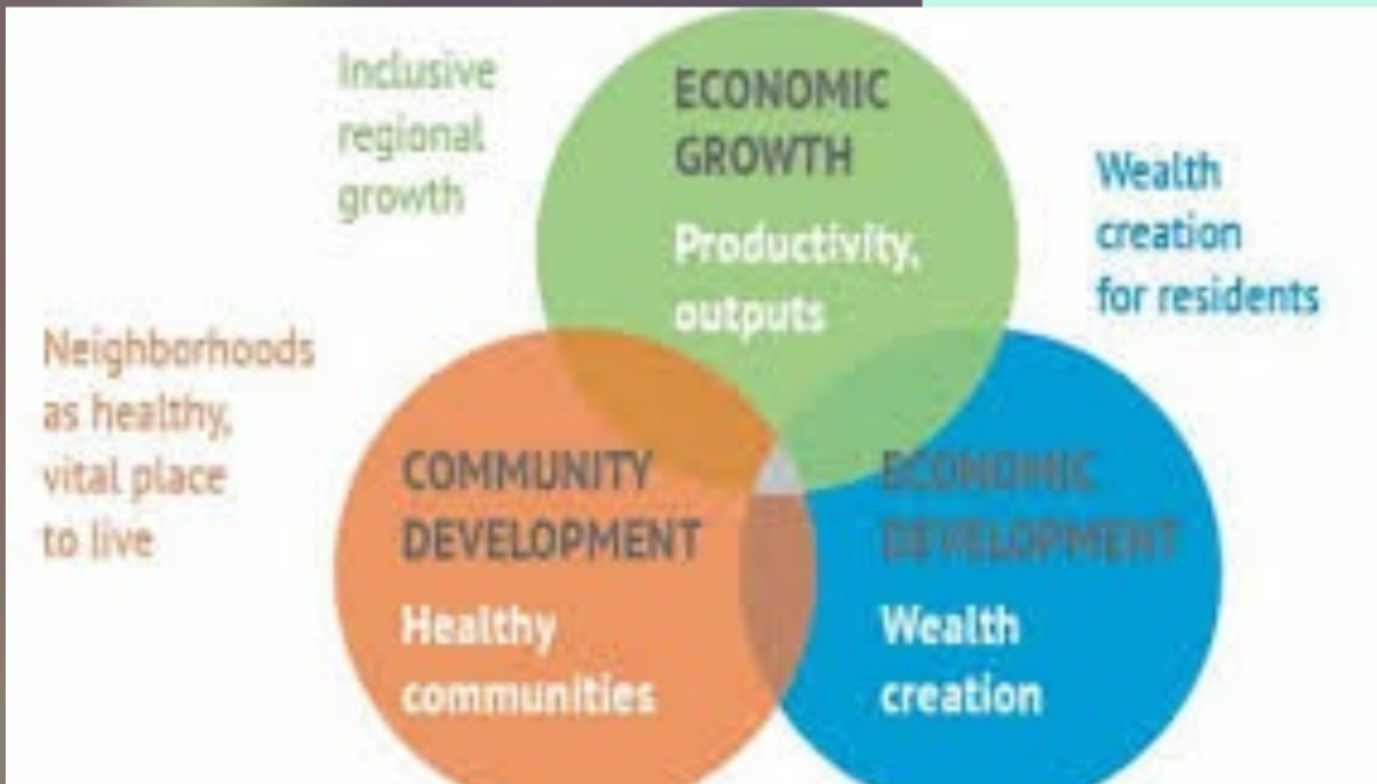 Inclusive
regional
growth
ECONOMIC
GROWTH
Productivity,
outputs
Wealth
creation
for residents
Neighborhoods
as healthy,
vital place
to live
COMMUNITY
DEVELOPMENT
Healthy
communities
ECONOMIC
DEVELOPMENT
Wealth
creation